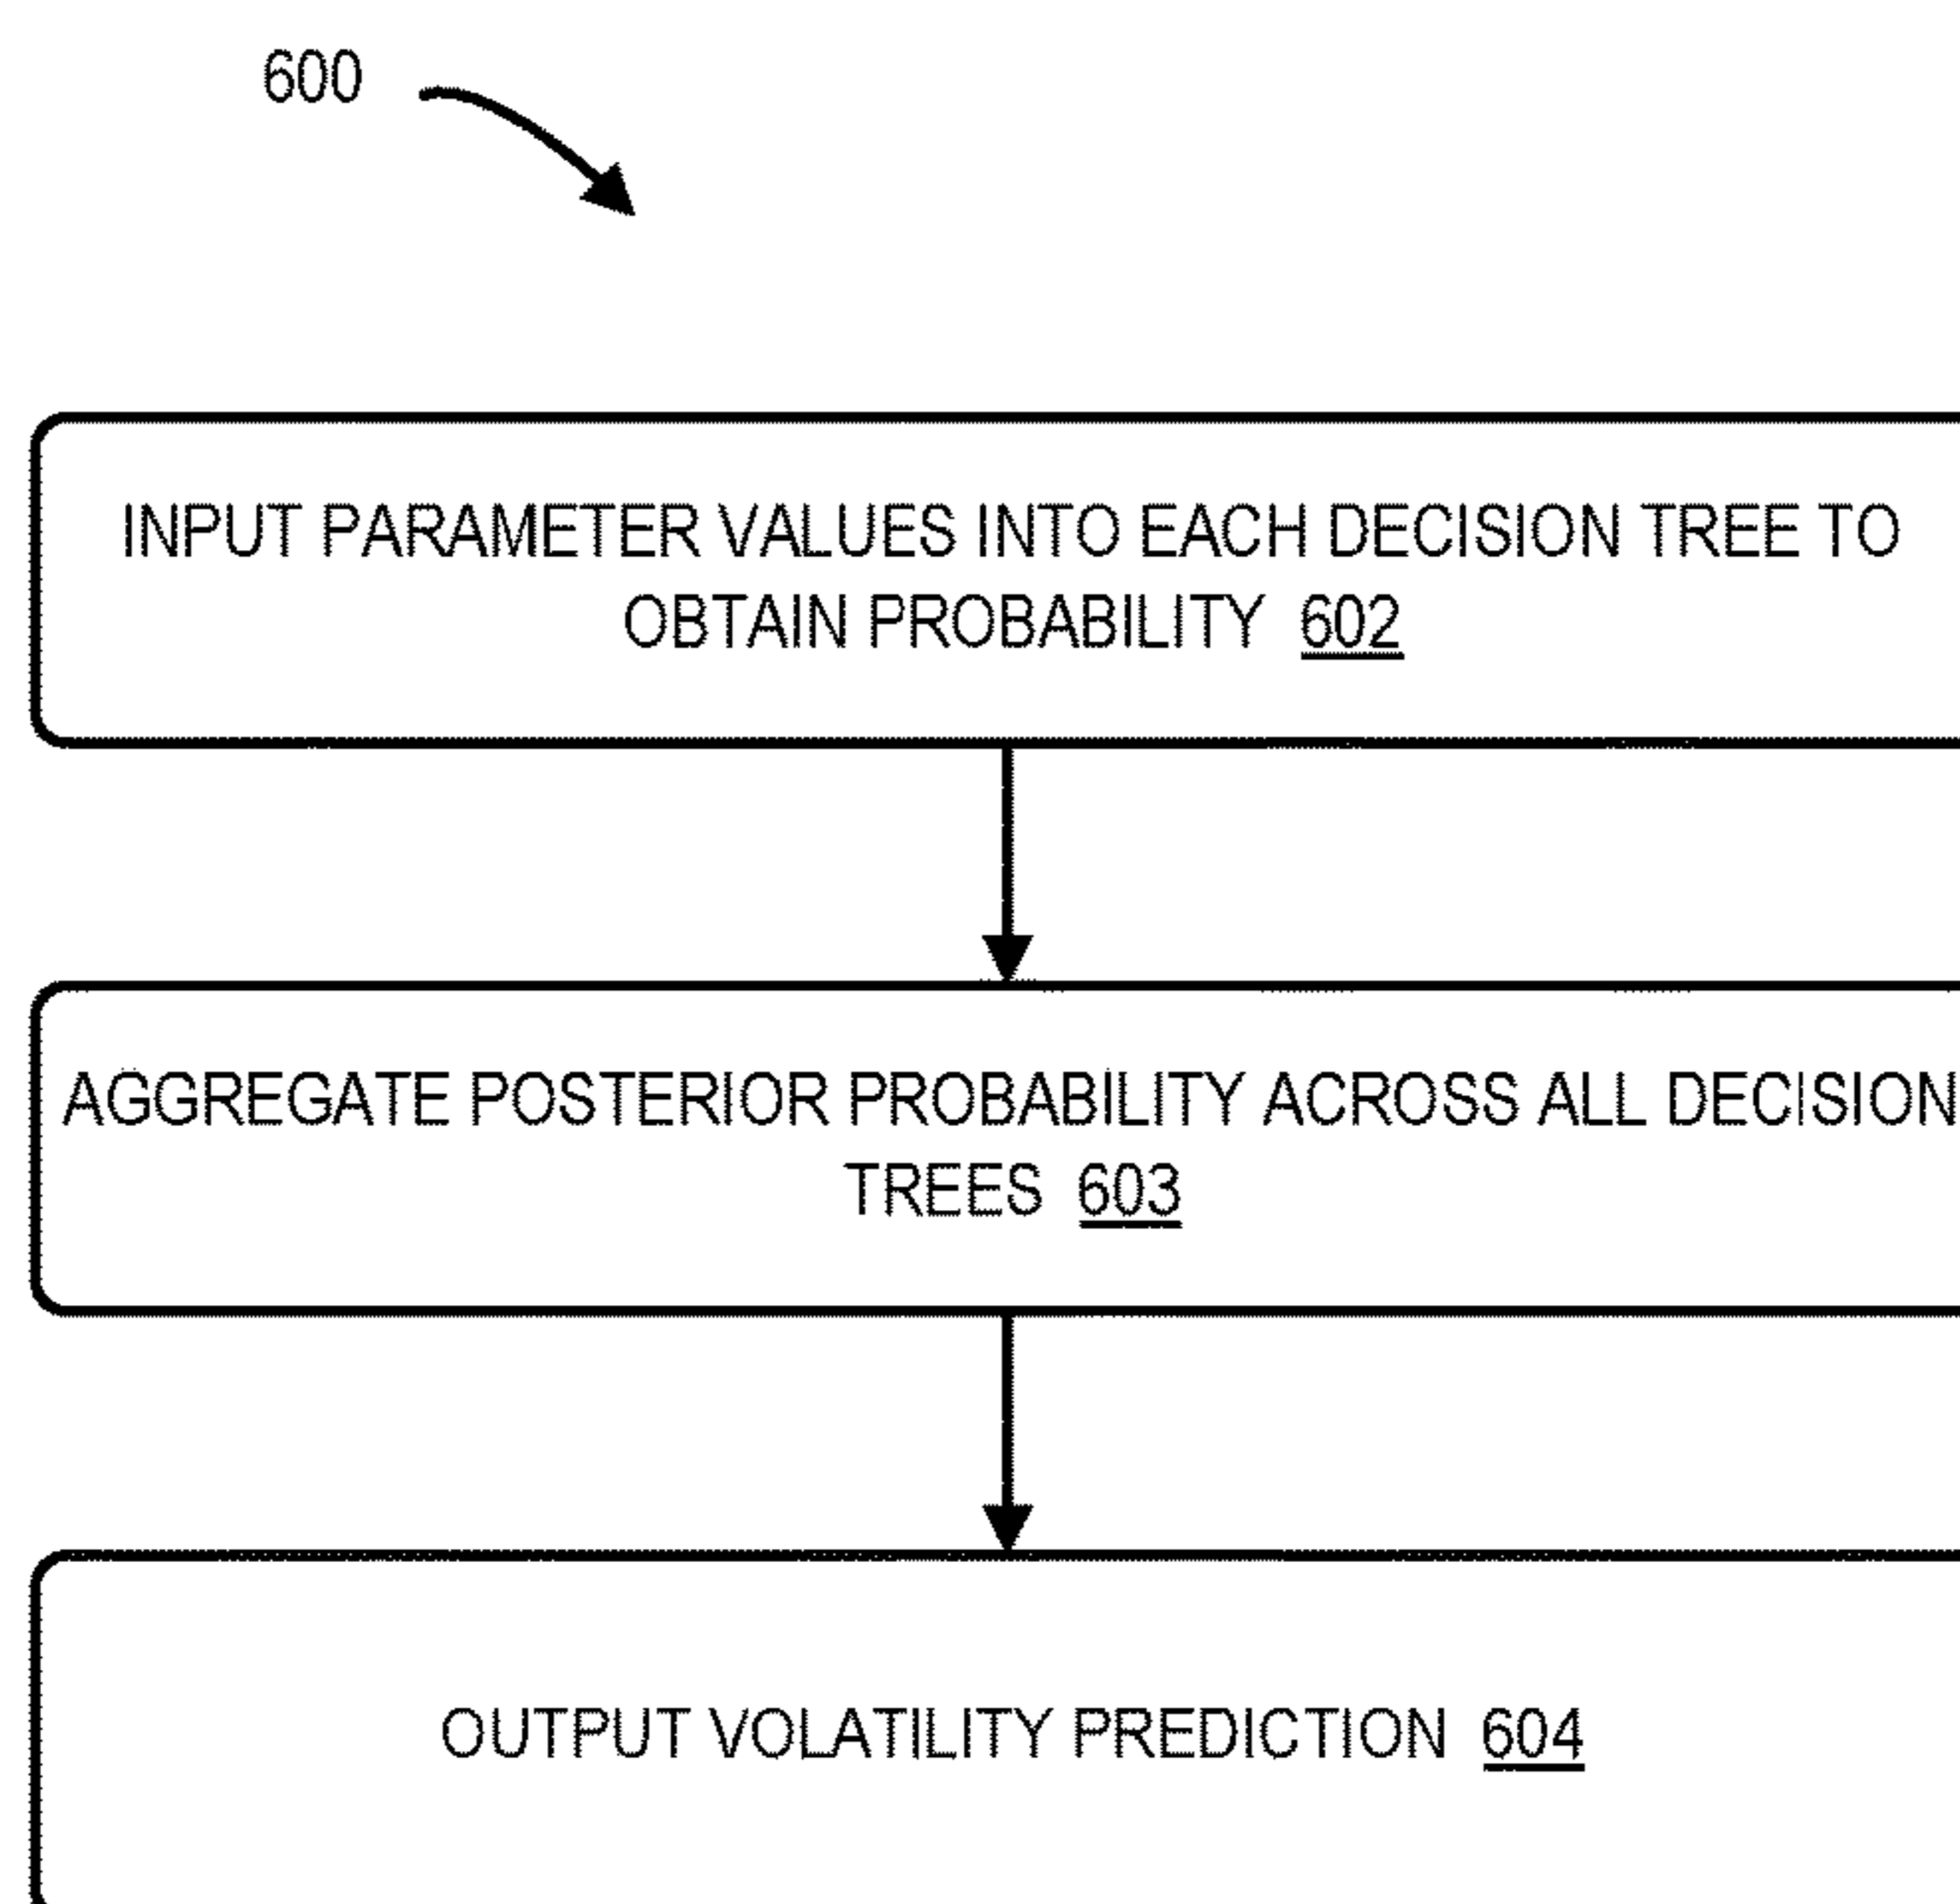 600
INPUT PARAMETER VALUES INTO EACH DECISION TREE TO
OBTAIN PROBABILITY 602
AGGREGATE POSTERIOR PROBABILITY ACROSS ALL DECISION
TREES 603
OUTPUT VOLATILITY PREDICTION 604